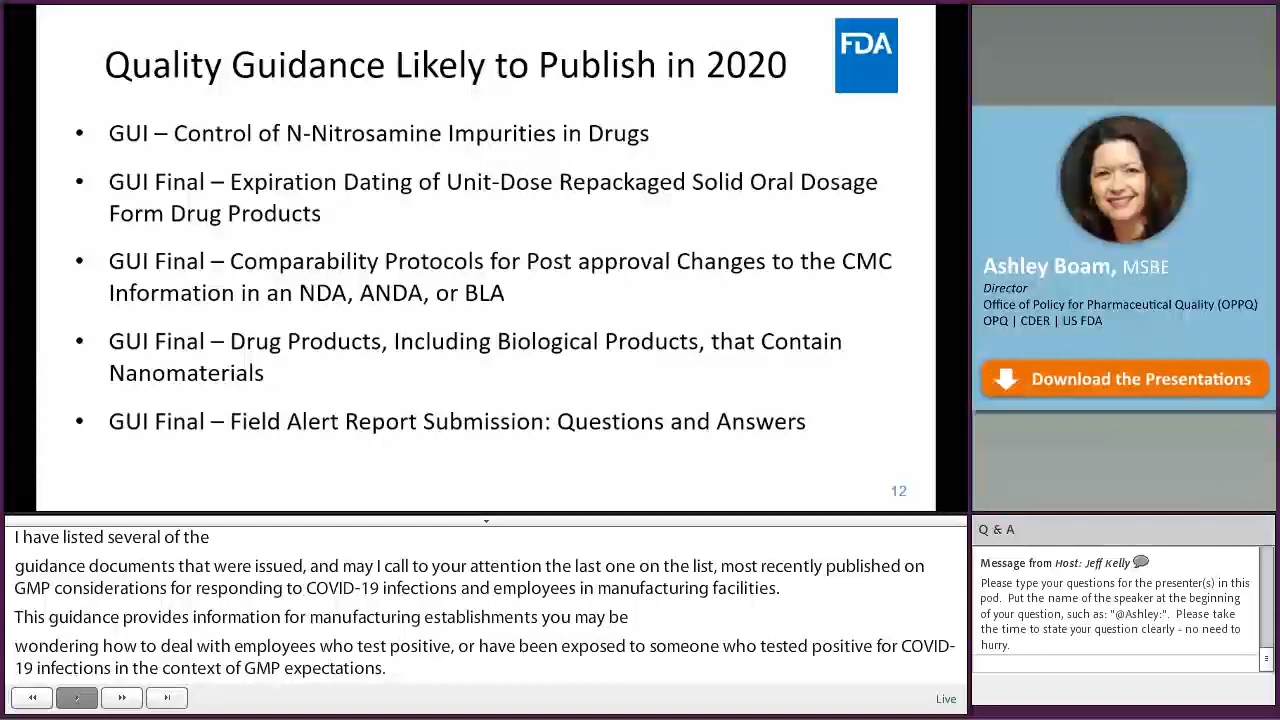 Quality Guidance Likely to Publish in 2020
FDA
• GUI – Control of N-Nitrosamine Impurities in Drugs
• GUI Final – Expiration Dating of Unit-Dose Repackaged Solid Oral Dosage
Form Drug Products
• GUI Final – Comparability Protocols for Post approval Changes to the CMC
Information in an NDA, ANDA, or BLA
• GUI Final – Drug Products, Including Biological Products, that Contain
Nanomaterials
• GUI Final – Field Alert Report Submission: Questions and Answers
12
Ashley Boam, MSBE
Director
Office of Policy for Pharmaceutical Quality (OPPQ)
OPQ | CDER | US FDA
Download the Presentations
I have listed several of the
guidance documents that were issued, and may I call to your attention the last one on the list, most recently published on
GMP considerations for responding to COVID-19 infections and employees in manufacturing facilities.
This guidance provides information for manufacturing establishments you may be
wondering how to deal with employees who test positive, or have been exposed to someone who tested positive for COVID-
19 infections in the context of GMP expectations.
Live
Q & A
Message from Host: Jeff Kelly
Please type your questions for the presenter(s) in this
pod. Put the name of the speaker at the beginning
of your question, such as: "@Ashley:". Please take
the time to state your question clearly - no need to
hurry.